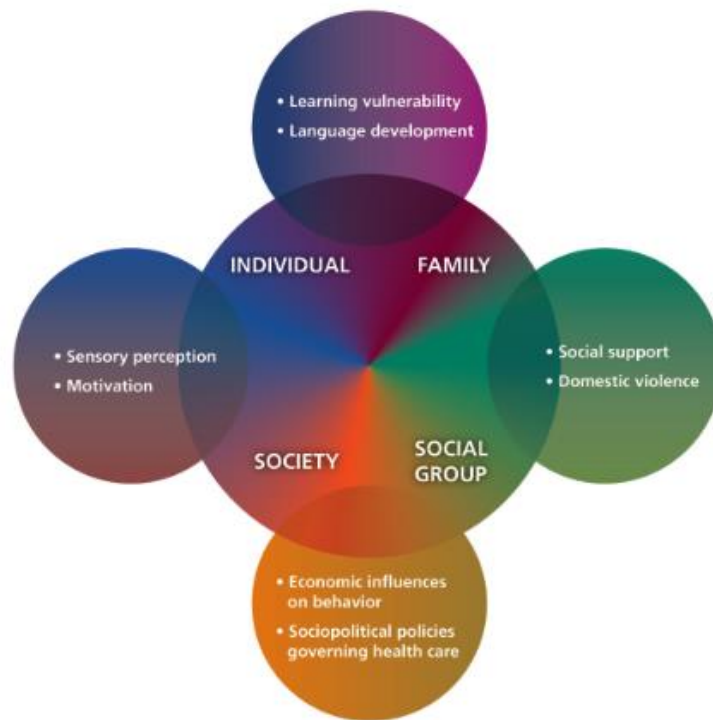 • Learning vulnerability
• Language development
INDIVIDUAL
FAMILY
• Sensory perception
• Motivation
• Social support
• Domestic violence
SOCIETY
SOCIAL
GROUP
• Economic influences
on behavior
• Sociopolitical policies
governing health care